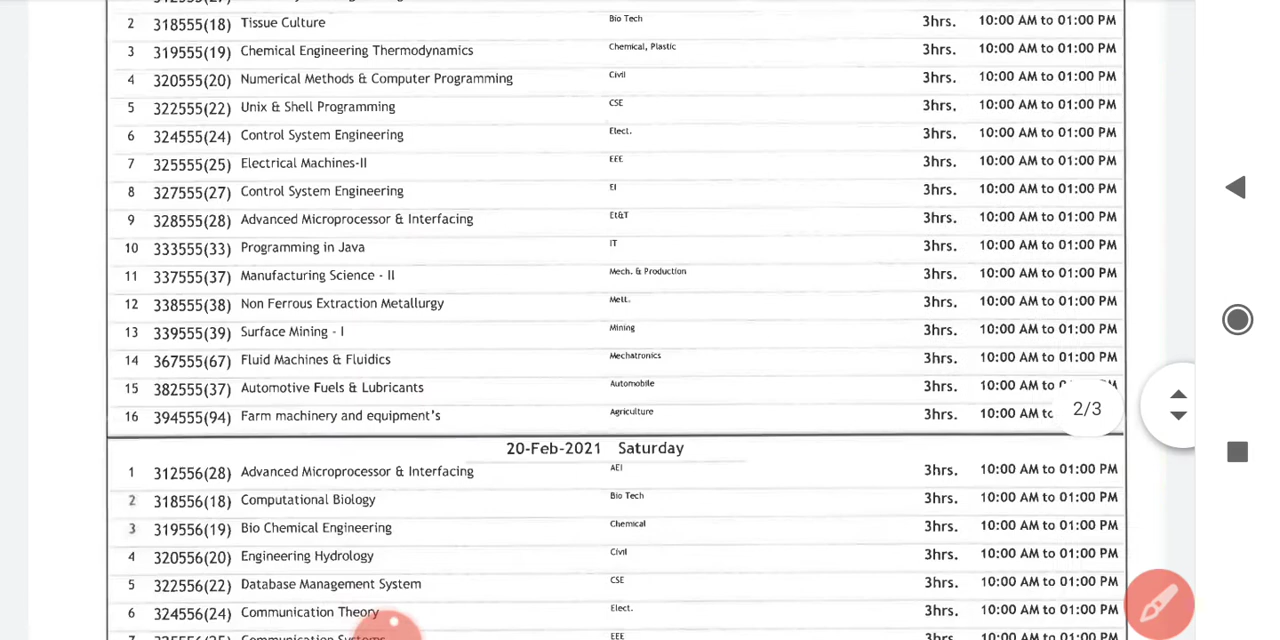 2 318555(18) Tissue Culture Bio Tech 3hrs. 10:00 AM to 01:00 PM
3 319555(19) Chemical Engineering Thermodynamics Chemical, Plastic 3hrs. 10:00 AM to 01:00 PM
4 320555(20) Numerical Methods & Computer Programming Civil 3hrs. 10:00 AM to 01:00 PM
5 322555(22) Unix & Shell Programming CSE 3hrs. 10:00 AM to 01:00 PM
6 324555(24) Control System Engineering Elect. 3hrs. 10:00 AM to 01:00 PM
7 325555(25) Electrical Machines-II EEE 3hrs. 10:00 AM to 01:00 PM
8 327555(27) Control System Engineering EI 3hrs. 10:00 AM to 01:00 PM
9 328555(28) Advanced Microprocessor & Interfacing Et&T 3hrs. 10:00 AM to 01:00 PM
10 333555(33) Programming in Java IT 3hrs. 10:00 AM to 01:00 PM
11 337555(37) Manufacturing Science - II Mech. & Production 3hrs. 10:00 AM to 01:00 PM
12 338555(38) Non Ferrous Extraction Metallurgy Mett. 3hrs. 10:00 AM to 01:00 PM
13 339555(39) Surface Mining - I Mining 3hrs. 10:00 AM to 01:00 PM
14 367555(67) Fluid Machines & Fluidics Mechatronics 3hrs. 10:00 AM to 01:00 PM
15 382555(37) Automotive Fuels & Lubricants Automobile 3hrs. 10:00 AM to
16 394555(94) Farm machinery and equipment's Agriculture 3hrs. 10:00 AM to
2/3
20-Feb-2021 Saturday
1 312556(28) Advanced Microprocessor & Interfacing AEI 3hrs. 10:00 AM to 01:00 PM
2 318556(18) Computational Biology Bio Tech 3hrs. 10:00 AM to 01:00 PM
3 319556(19) Bio Chemical Engineering Chemical 3hrs. 10:00 AM to 01:00 PM
4 320556(20) Engineering Hydrology Civil 3hrs. 10:00 AM to 01:00 PM
5 322556(22) Database Management System CSE 3hrs. 10:00 AM to 01:00 PM
6 324556(24) Communication Theory Elect. 3hrs. 10:00 AM to 01:00 PM
EEE 3hrs. 10:00 AM to 01:00 PM